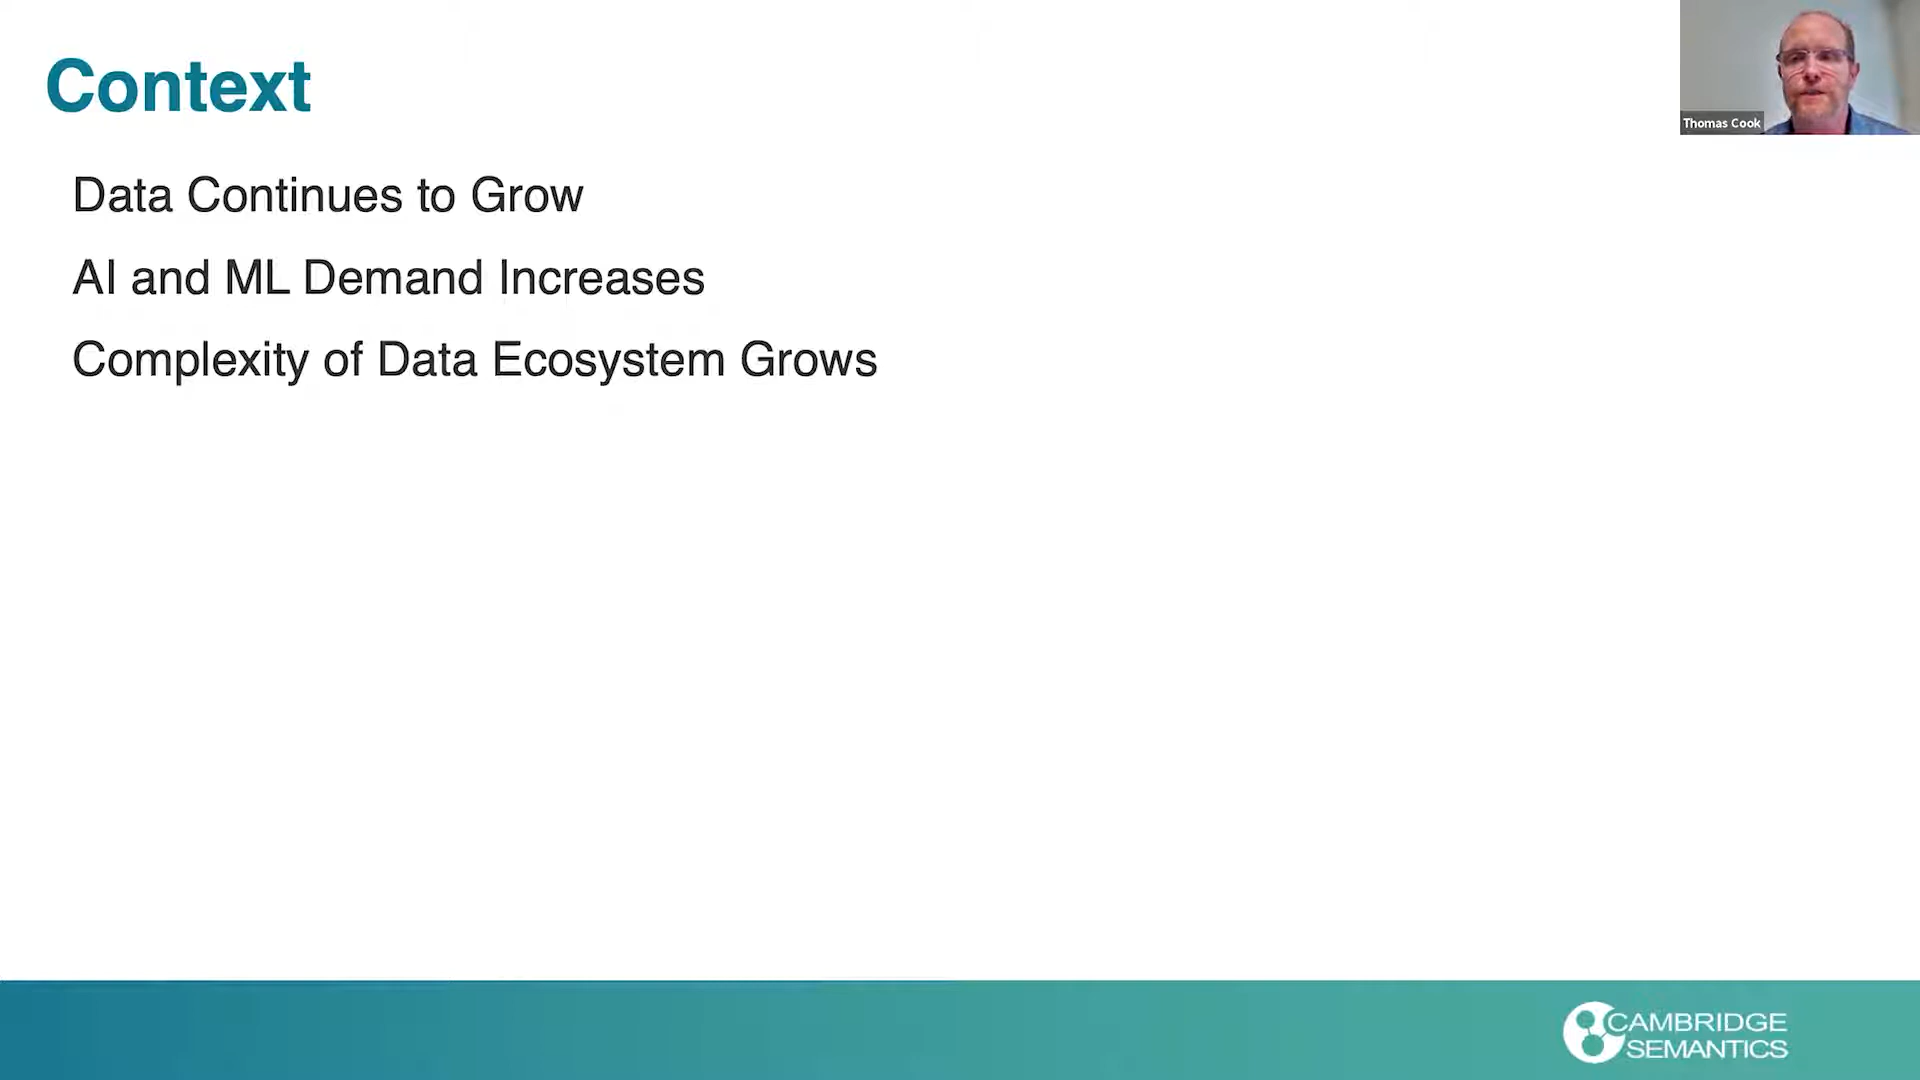 Context
Thomas Cook
Data Continues to Grow
AI and ML Demand Increases
Complexity of Data Ecosystem Grows
CAMBRIDGE
SEMANTICS